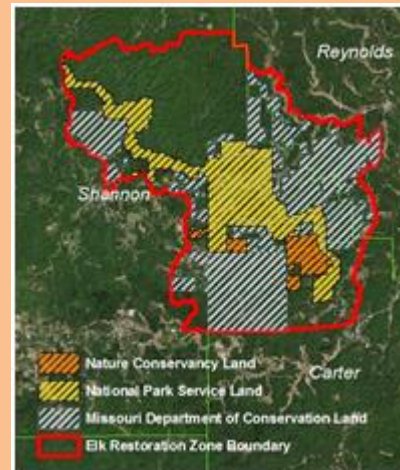 Reynolds
Shannon
Carter
Nature Conservancy Land
National Park Service Land
Missouri Department of Conservation Land
Elk Restoration Zone Boundary